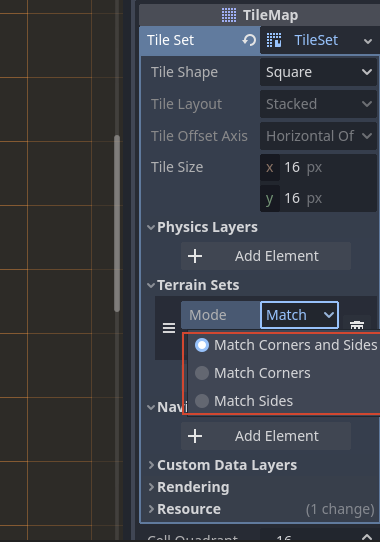 TileMap
Tile Set TileSet
Tile Shape Square
Tile Layout Stacked
Tile Offset Axis Horizontal Of
Tile Size x 16 px
y 16 px
Physics Layers
+ Add Element
Terrain Sets
Mode Match
Match Corners and Sides
Match Corners
Match Sides
Navi
+ Add Element
Custom Data Layers
Rendering
Resource (1 change)
Cell Quadrant 16